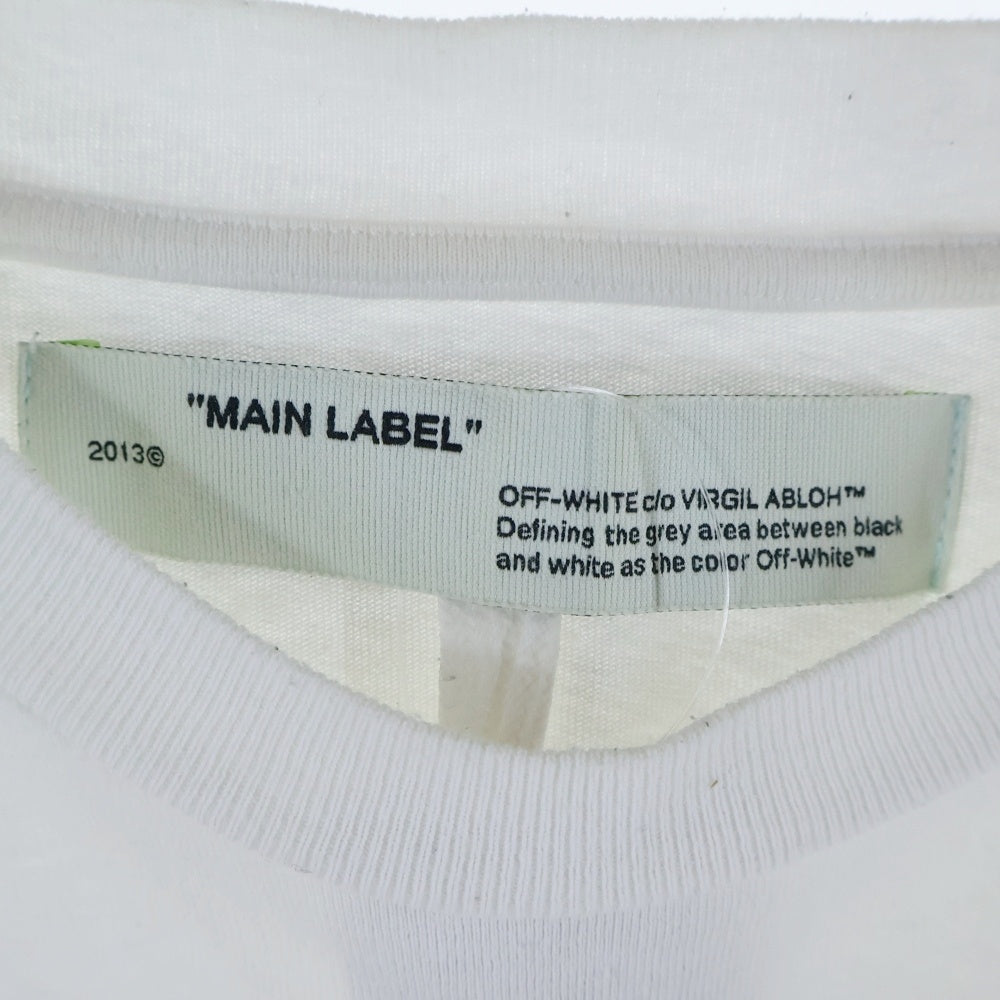 "MAIN LABEL"
2013©
OFF-WHITE c/o VIRGIL ABLOH™
Defining the grey area between black
and white as the color Off-White™